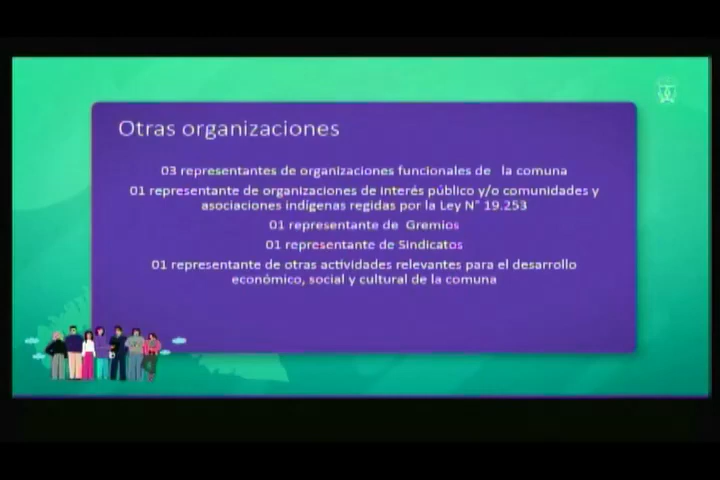 Otras organizaciones
03 representantes de organizaciones funcionales de la comuna
01 representante de organizaciones de interés público y/o comunidades y
asociaciones indígenas regidas por la Ley N° 19.253
01 representante de Gremios
01 representante de Sindicatos
01 representante de otras actividades relevantes para el desarrollo
económico, social y cultural de la comuna